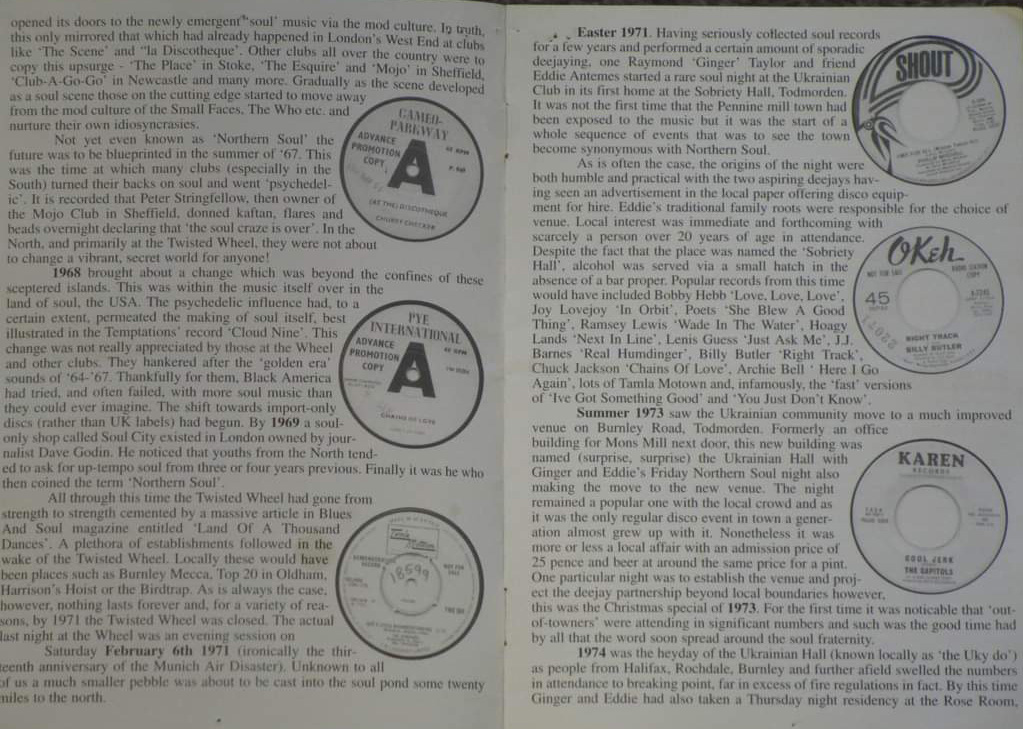 opened its doors to the newly emergent 'soul' music via the mod culture. In truth,
this only mirrored that which had already happened in London's West End at clubs
like 'The Scene' and "la Discotheque'. Other clubs all over the country were to
copy this upsurge - 'The Place' in Stoke, 'The Esquire' and 'Mojo' in Sheffield,
'Club-A-Go-Go' in Newcastle and many more. Gradually as the scene developed
as a soul scene those on the cutting edge started to move away
from the mod culture of the Small Faces, The Who etc. and
nurture their own idiosyncrasies.
Not yet even known as 'Northern Soul' the
future was to be blueprinted in the summer of '67. This
was the time at which many clubs (especially in the
South) turned their backs on soul and went 'psychedel-
ic'. It is recorded that Peter Stringfellow, then owner of
the Mojo Club in Sheffield, donned kaftan, flares and
beads overnight declaring that 'the soul craze is over'. In the
North, and primarily at the Twisted Wheel, they were not about
to change a vibrant, secret world for anyone!
1968 brought about a change which was beyond the confines of these
sceptered islands. This was within the music itself over in the
land of soul, the USA. The psychedelic influence had, to a
certain extent, permeated the making of soul itself, best
illustrated in the Temptations' record 'Cloud Nine'. This
change was not really appreciated by those at the Wheel
and other clubs. They hankered after the 'golden era'
sounds of '64-'67. Thankfully for them, Black America
had tried, and often failed, with more soul music than
they could ever imagine. The shift towards import-only
discs (rather than UK labels) had begun. By 1969 a soul-
only shop called Soul City existed in London owned by jour-
nalist Dave Godin. He noticed that youths from the North tend-
ed to ask for up-tempo soul from three or four years previous. Finally it was he who
then coined the term 'Northern Soul'.
All through this time the Twisted Wheel had gone from
strength to strength cemented by a massive article in Blues
And Soul magazine entitled 'Land Of A Thousand
Dances'. A plethora of establishments followed in the
wake of the Twisted Wheel. Locally these would have
been places such as Burnley Mecca, Top 20 in Oldham,
Harrison's Hoist or the Birdtrap. As is always the case,
however, nothing lasts forever and, for a variety of rea-
sons, by 1971 the Twisted Wheel was closed. The actual
last night at the Wheel was an evening session on
Saturday February 6th 1971 (ironically the thir-
teenth anniversary of the Munich Air Disaster). Unknown to all
of us a much smaller pebble was about to be cast into the soul pond some twenty
miles to the north.
CAMEO-
PARKWAY
ADVANCE
PROMOTION
COPY
A
45 RPM
(AT THE) DISCOTHEQUE
CHUBBY CHECKER
PYE
INTERNATIONAL
ADVANCE
PROMOTION
COPY
A
45 RPM
CHAINS OF LOVE
DEMONSTRATION
RECORD
NOT FOR
SALE
18599
Easter 1971. Having seriously collected soul records
for a few years and performed a certain amount of sporadic
deejaying, one Raymond 'Ginger' Taylor and friend
Eddie Antemes started a rare soul night at the Ukrainian
Club in its first home at the Sobriety Hall, Todmorden.
It was not the first time that the Pennine mill town had
been exposed to the music but it was the start of a
whole sequence of events that was to see the town
become synonymous with Northern Soul.
As is often the case, the origins of the night were
both humble and practical with the two aspiring deejays hav-
ing seen an advertisement in the local paper offering disco equip-
ment for hire. Eddie's traditional family roots were responsible for the choice of
venue. Local interest was immediate and forthcoming with
scarcely a person over 20 years of age in attendance.
Despite the fact that the place was named the 'Sobriety
Hall', alcohol was served via a small hatch in the
absence of a bar proper. Popular records from this time
would have included Bobby Hebb 'Love, Love, Love',
Joy Lovejoy 'In Orbit', Poets 'She Blew A Good
Thing', Ramsey Lewis 'Wade In The Water', Hoagy
Lands 'Next In Line', Lenis Guess 'Just Ask Me', J.J.
Barnes 'Real Humdinger', Billy Butler 'Right Track',
Chuck Jackson 'Chains Of Love', Archie Bell ' Here I Go
Again', lots of Tamla Motown and, infamously, the 'fast' versions
of 'Ive Got Something Good' and 'You Just Don't Know'.
Summer 1973 saw the Ukrainian community move to a much improved
venue on Burnley Road, Todmorden. Formerly an office
building for Mons Mill next door, this new building was
named (surprise, surprise) the Ukrainian Hall with
Ginger and Eddie's Friday Northern Soul night also
making the move to the new venue. The night
remained a popular one with the local crowd and as
it was the only regular disco event in town a gener-
ation almost grew up with it. Nonetheless it was
more or less a local affair with an admission price of
25 pence and beer at around the same price for a pint.
One particular night was to establish the venue and proj-
ect the deejay partnership beyond local boundaries however,
this was the Christmas special of 1973. For the first time it was noticable that 'out-
of-towners' were attending in significant numbers and such was the good time had
by all that the word soon spread around the soul fraternity.
1974 was the heyday of the Ukrainian Hall (known locally as 'the Uky do')
as people from Halifax, Rochdale, Burnley and further afield swelled the numbers
in attendance to breaking point, far in excess of fire regulations in fact. By this time
Ginger and Eddie had also taken a Thursday night residency at the Rose Room,
SHOUT
OKeh
NOT FOR SALE
RADIO STATION
COPY
45
RIGHT TRACK
BILLY BUTLER
KAREN
RECORDS
COOL JERK
THE CAPITOLS